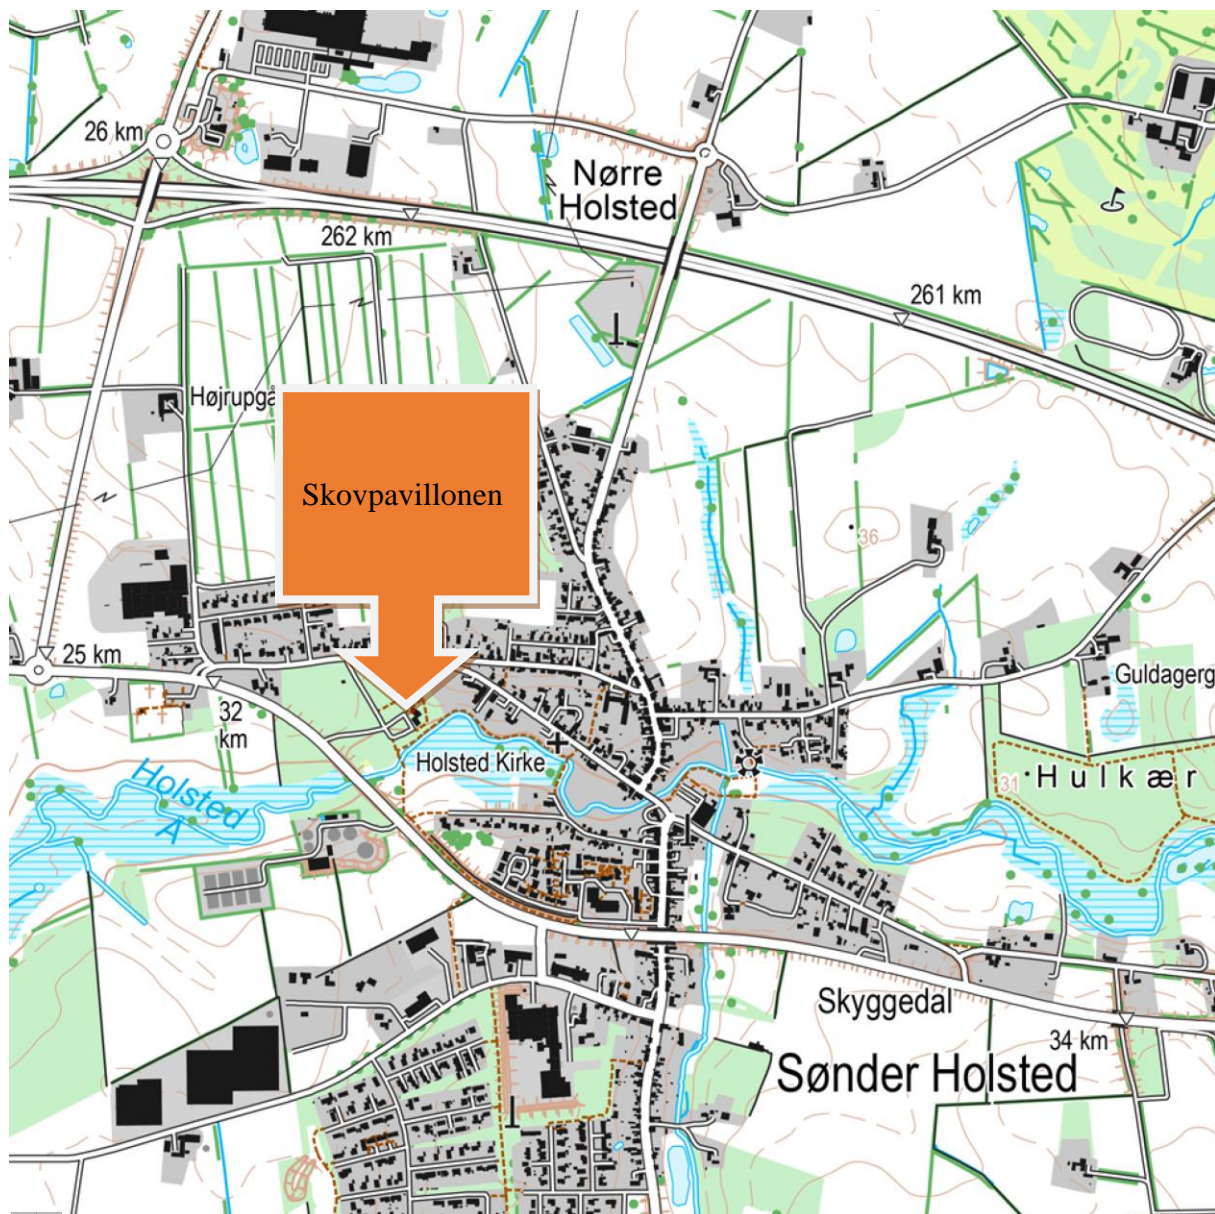 26 km
Nørre
Holsted
262 km
261 km
Højrupgå
Skovpavillonen
36
25 km
Guldagerg
32
km
Holsted Kirke
Holsted
Å
31
Hulkær
Skyggedal
34 km
Sønder Holsted